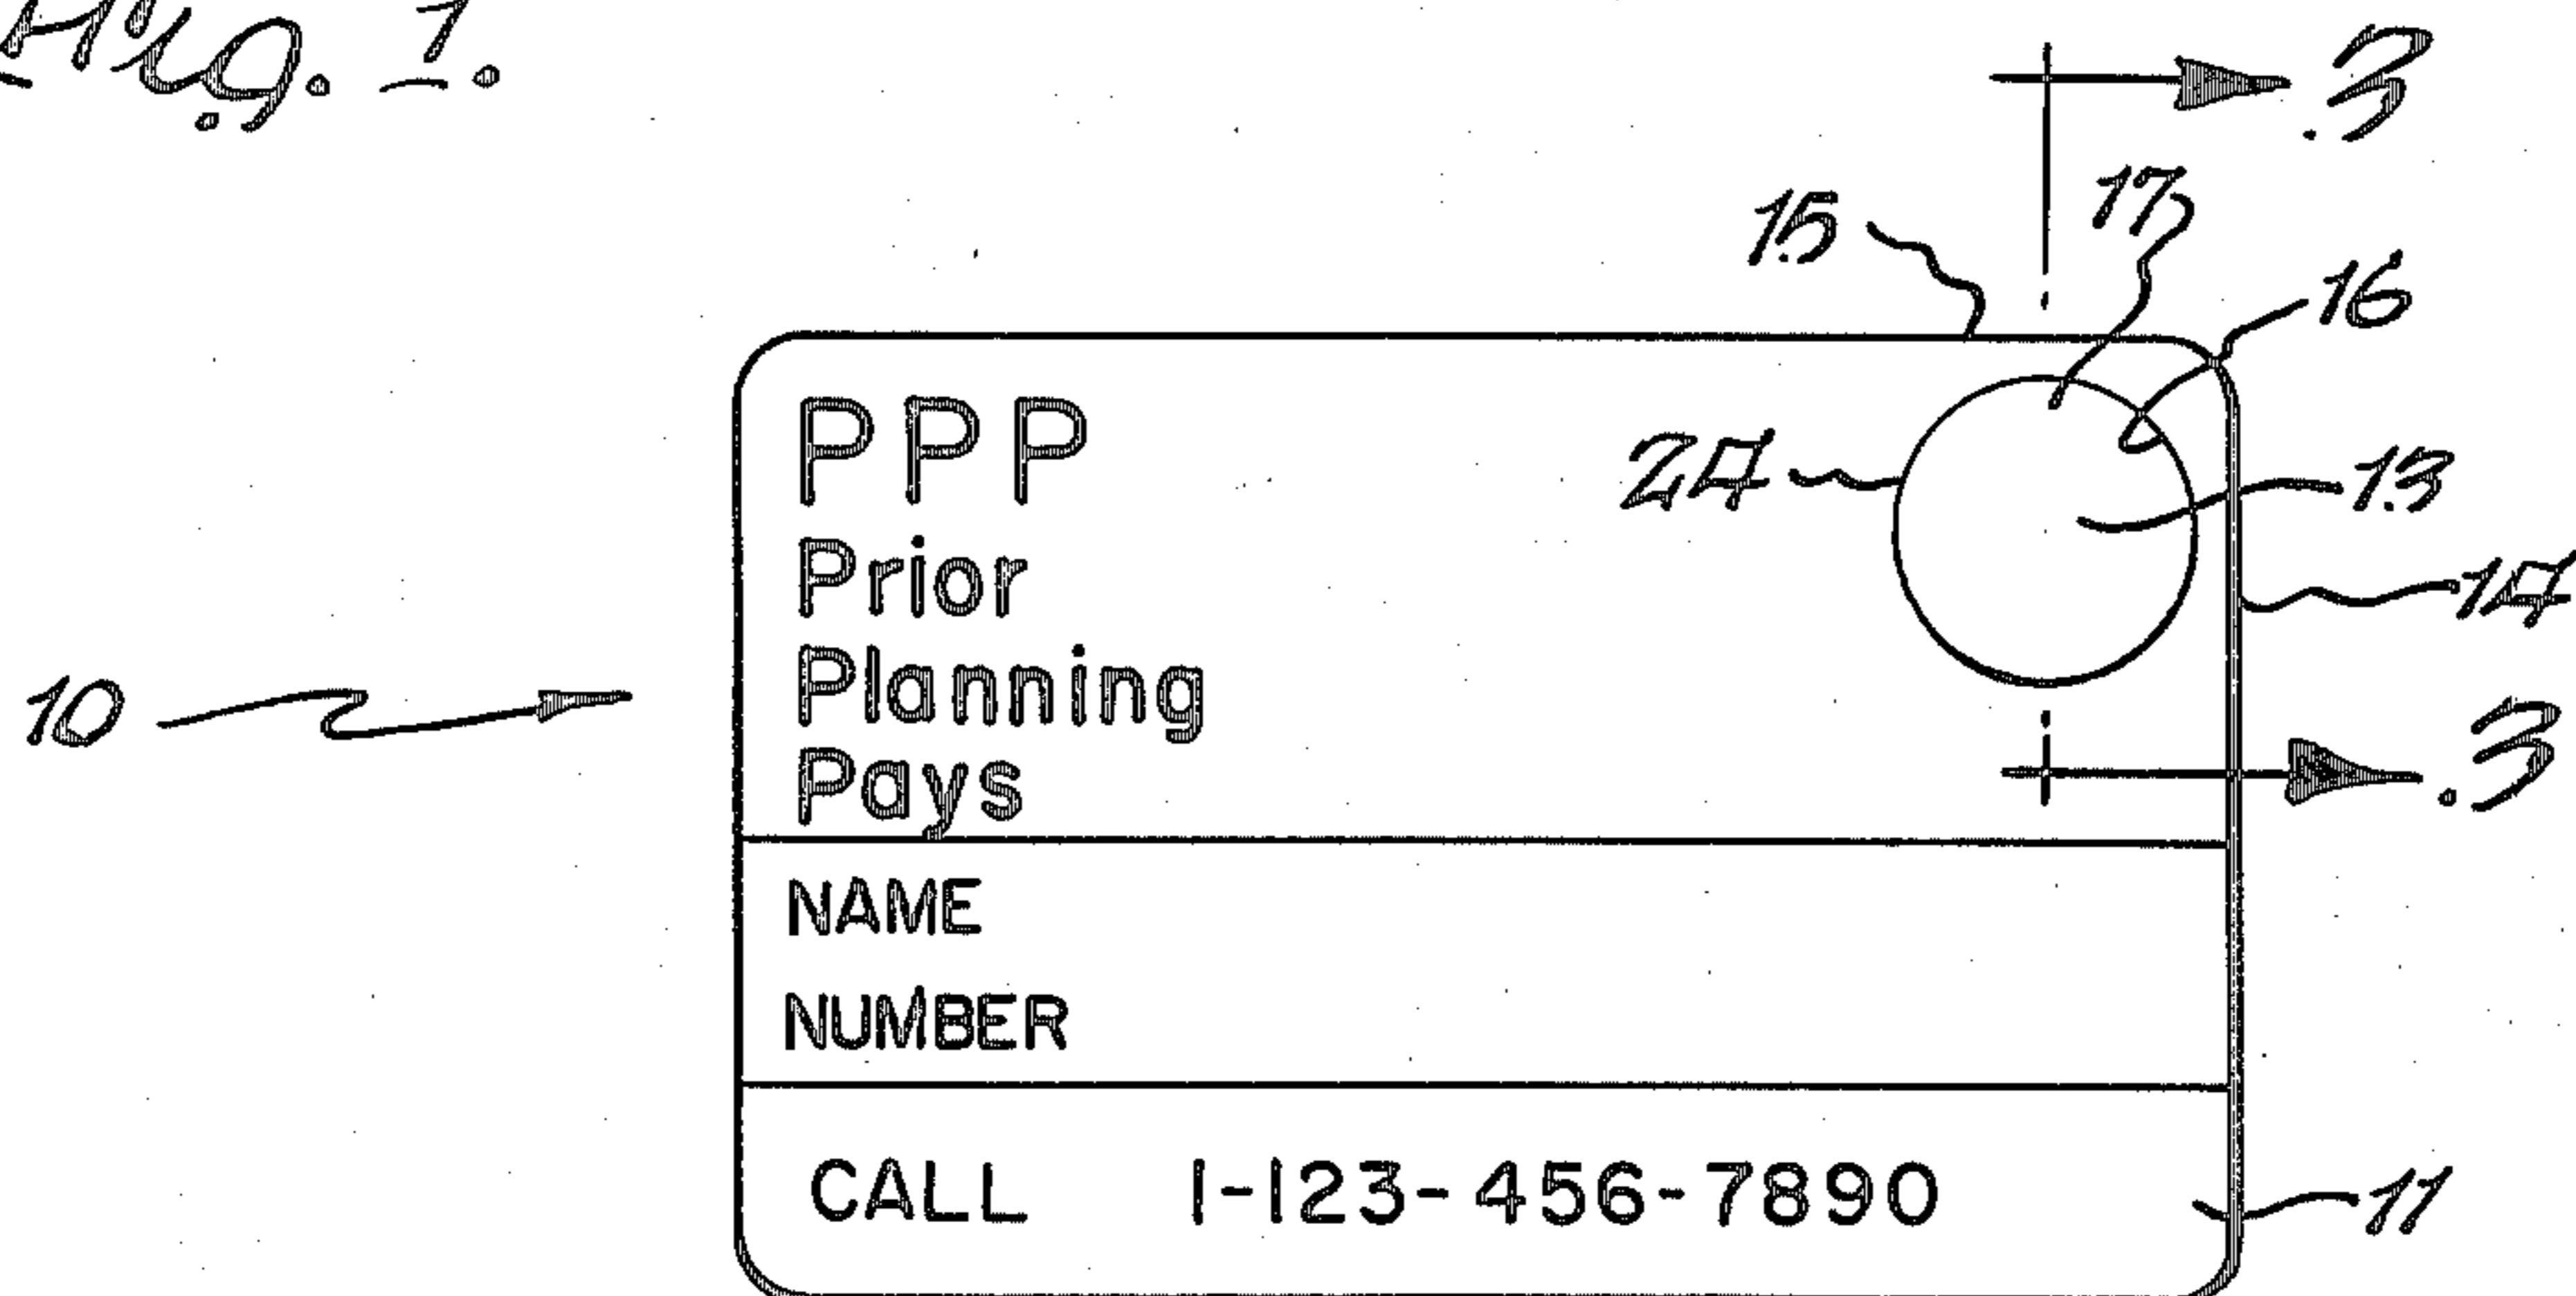 Fig. 1.
3
15
17
16
PPP
24
13
Prior
14
Planning
10
3
Pays
NAME
NUMBER
CALL 1-123-456-7890
11